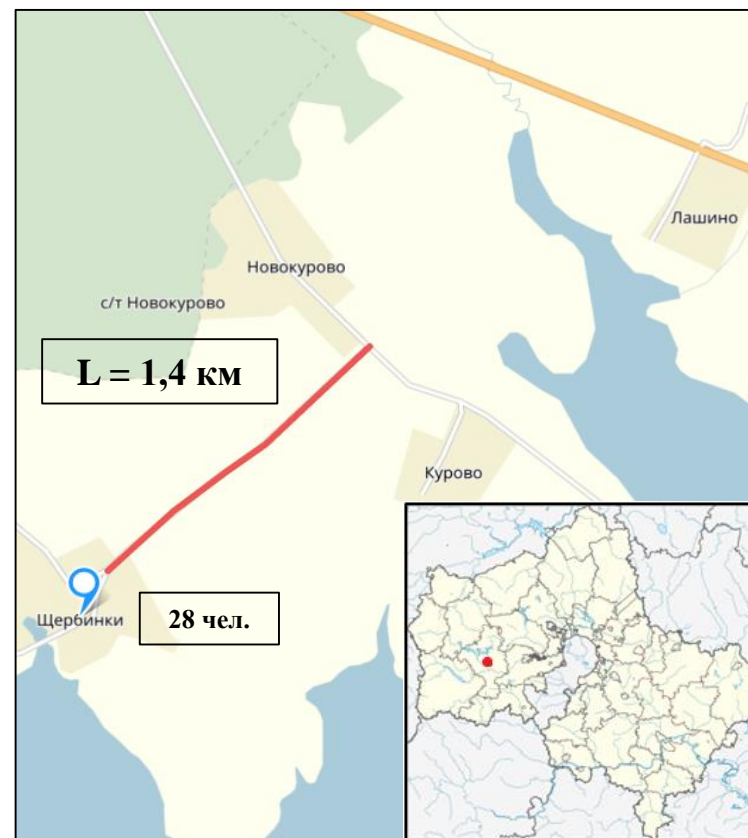 Лашино
Новокурово
с/т Новокурово
L = 1,4 км
Курово
Щербинки
28 чел.